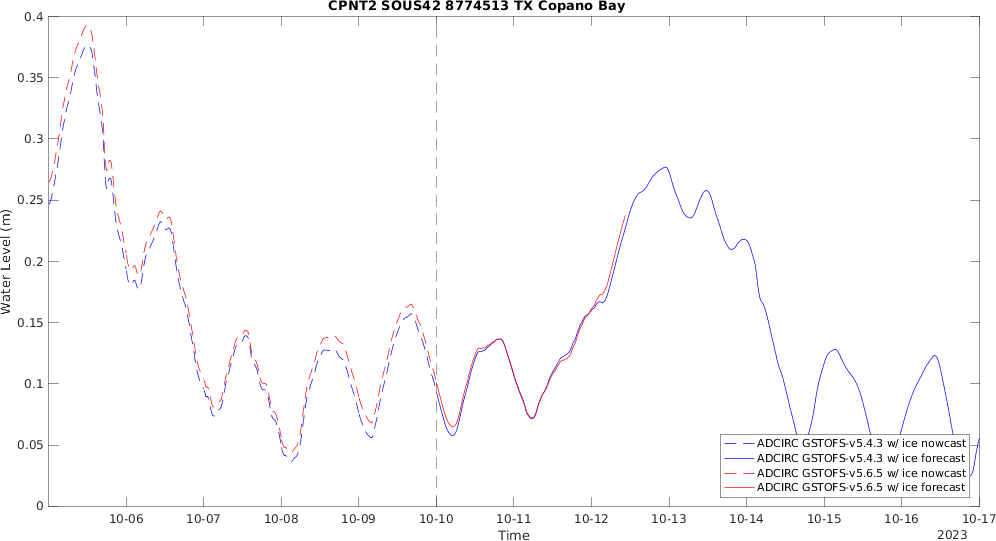 CPNT2 SOUS42 8774513 TX Copano Bay
0.4
0.35
0.3
0.25
0.2
0.15
0.1
0.05
0
Water Level (m)
ADCIRC GSTOFS-v5.4.3 w/ ice nowcast
ADCIRC GSTOFS-v5.4.3 w/ ice forecast
ADCIRC GSTOFS-v5.6.5 w/ ice nowcast
ADCIRC GSTOFS-v5.6.5 w/ ice forecast
10-06 10-07 10-08 10-09 10-10 10-11 10-12 10-13 10-14 10-15 10-16 10-17
Time
2023